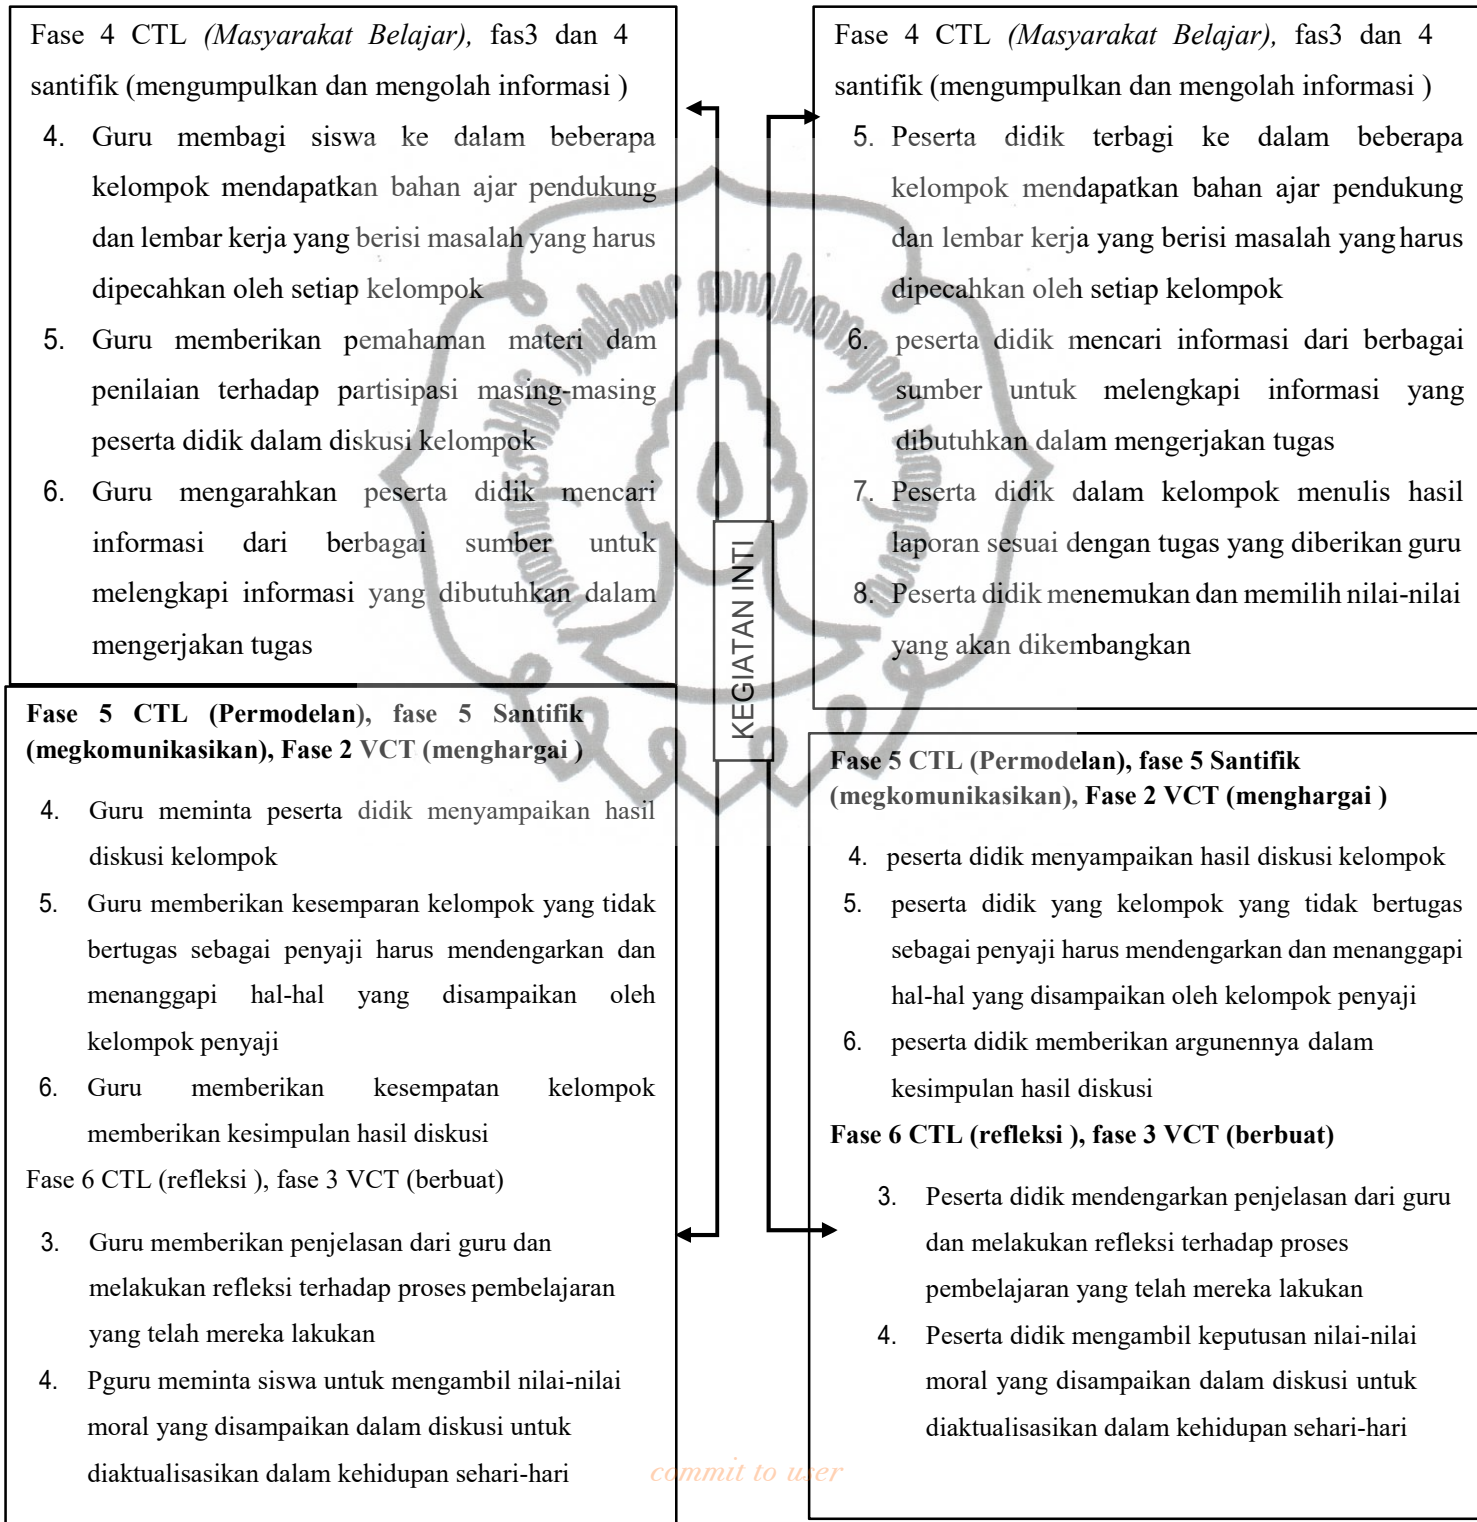 Fase 4 CTL (Masyarakat Belajar), fas3 dan 4
santifik (mengumpulkan dan mengolah informasi )
4. Guru membagi siswa ke dalam beberapa
kelompok mendapatkan bahan ajar pendukung
dan lembar kerja yang berisi masalah yang harus
dipecahkan oleh setiap kelompok
5. Guru memberikan pemahaman materi dam
penilaian terhadap partisipasi masing-masing
peserta didik dalam diskusi kelompok
6. Guru mengarahkan peserta didik mencari
informasi dari berbagai sumber untuk
melengkapi informasi yang dibutuhkan dalam
mengerjakan tugas
Fase 5 CTL (Permodelan), fase 5 Santifik
(megkomunikasikan), Fase 2 VCT (menghargai )
4. Guru meminta peserta didik menyampaikan hasil
diskusi kelompok
5. Guru memberikan kesemparan kelompok yang tidak
bertugas sebagai penyaji harus mendengarkan dan
menanggapi hal-hal yang disampaikan oleh
kelompok penyaji
6. Guru memberikan kesempatan kelompok
memberikan kesimpulan hasil diskusi
Fase 6 CTL (refleksi ), fase 3 VCT (berbuat)
3. Guru memberikan penjelasan dari guru dan
melakukan refleksi terhadap proses pembelajaran
yang telah mereka lakukan
4. Pguru meminta siswa untuk mengambil nilai-nilai
moral yang disampaikan dalam diskusi untuk
diaktualisasikan dalam kehidupan sehari-hari
KEGIATAN INTI
Fase 4 CTL (Masyarakat Belajar), fas3 dan 4
santifik (mengumpulkan dan mengolah informasi )
5. Peserta didik terbagi ke dalam beberapa
kelompok mendapatkan bahan ajar pendukung
dan lembar kerja yang berisi masalah yang harus
dipecahkan oleh setiap kelompok
6. peserta didik mencari informasi dari berbagai
sumber untuk melengkapi informasi yang
dibutuhkan dalam mengerjakan tugas
7. Peserta didik dalam kelompok menulis hasil
laporan sesuai dengan tugas yang diberikan guru
8. Peserta didik menemukan dan memilih nilai-nilai
yang akan dikembangkan
Fase 5 CTL (Permodelan), fase 5 Santifik
(megkomunikasikan), Fase 2 VCT (menghargai )
4. peserta didik menyampaikan hasil diskusi kelompok
5. peserta didik yang kelompok yang tidak bertugas
sebagai penyaji harus mendengarkan dan menanggapi
hal-hal yang disampaikan oleh kelompok penyaji
6. peserta didik memberikan argunennya dalam
kesimpulan hasil diskusi
Fase 6 CTL (refleksi ), fase 3 VCT (berbuat)
3. Peserta didik mendengarkan penjelasan dari guru
dan melakukan refleksi terhadap proses
pembelajaran yang telah mereka lakukan
4. Peserta didik mengambil keputusan nilai-nilai
moral yang disampaikan dalam diskusi untuk
diaktualisasikan dalam kehidupan sehari-hari
commit to user